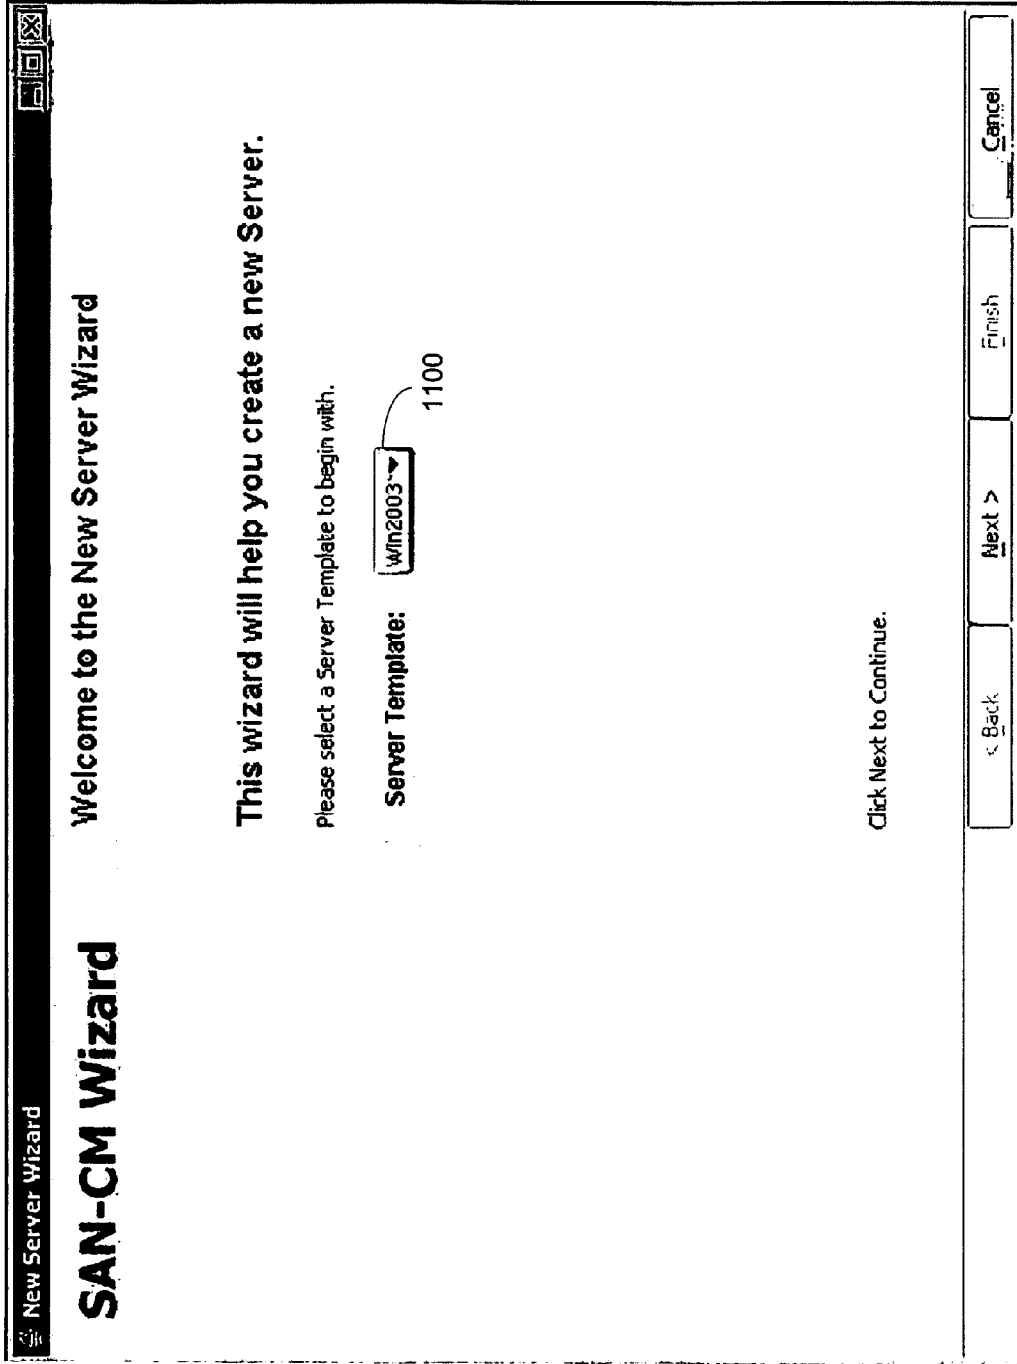 New Server Wizard
SAN-CM Wizard
Welcome to the New Server Wizard
This wizard will help you create a new Server.
Please select a Server Template to begin with.
Server Template: Win2003
1100
Click Next to Continue.
< Back Next > Finish Cancel